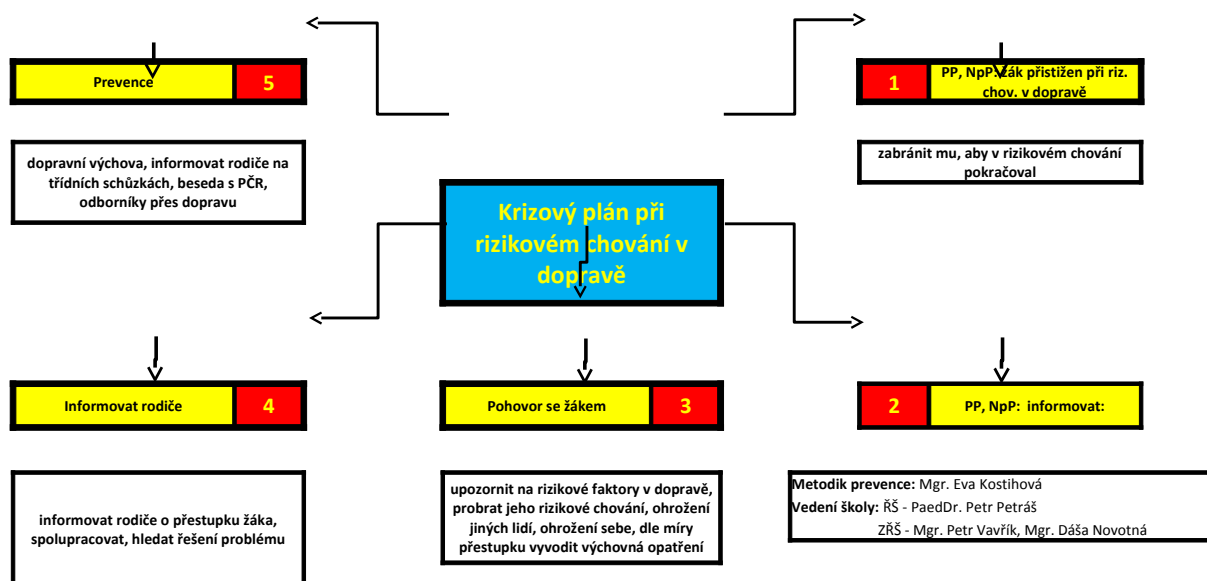 Prevence 5
dopravní výchova, informovat rodiče na
třídních schůzkách, beseda s PČR,
odborníky přes dopravu
1 PP, NpP: žák přistižen při riz.
chov. v dopravě
zabránit mu, aby v rizikovém chování
pokračoval
Krizový plán při
rizikovém chování v
dopravě
Informovat rodiče 4
informovat rodiče o přestupku žáka,
spolupracovat, hledat řešení problému
Pohovor se žákem 3
upozornit na rizikové faktory v dopravě,
probrat jeho rizikové chování, ohrožení
jiných lidí, ohrožení sebe, dle míry
přestupku vyvodit výchovná opatření
2 PP, NpP: informovat:
Metodik prevence: Mgr. Eva Kostihová
Vedení školy: ŘŠ - PaedDr. Petr Petráš
ZŘŠ - Mgr. Petr Vavřík, Mgr. Dáša Novotná